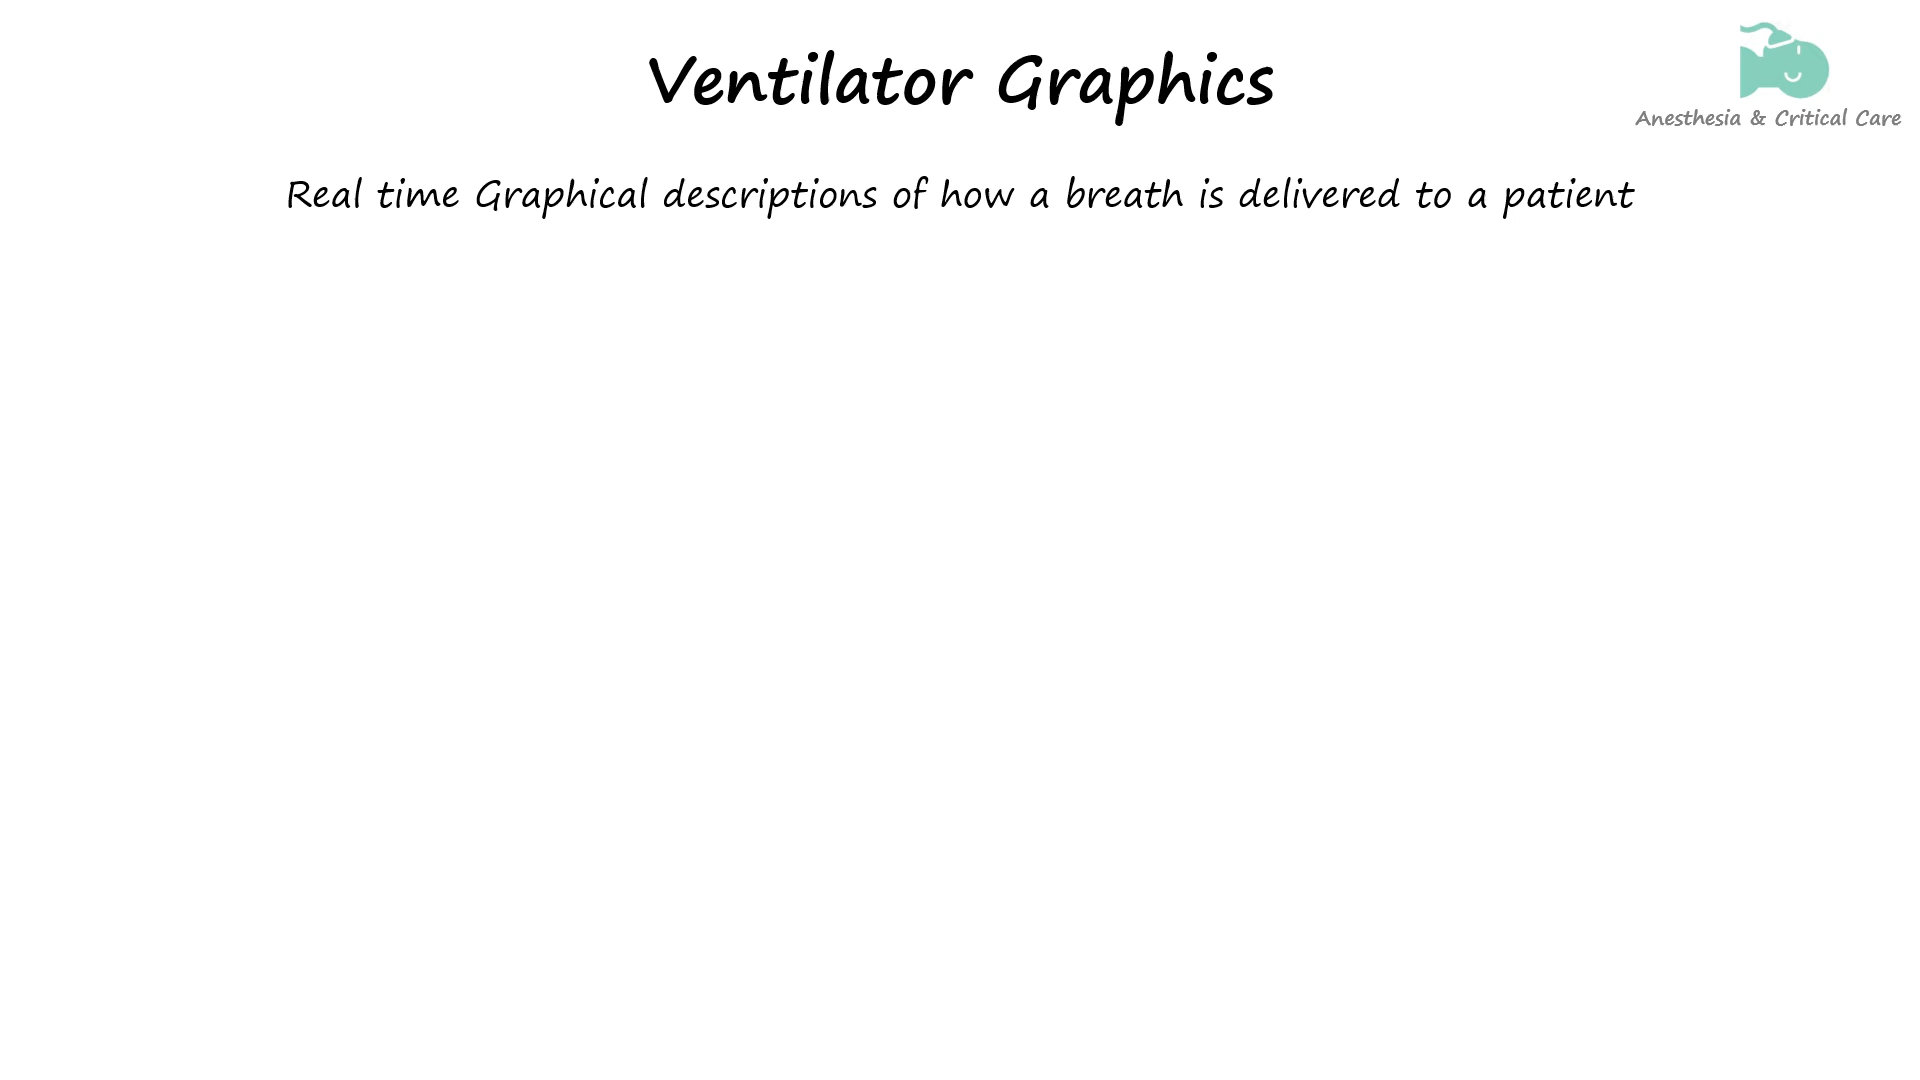 Ventilator Graphics
Anesthesia & Critical Care
Real time Graphical descriptions of how a breath is delivered to a patient